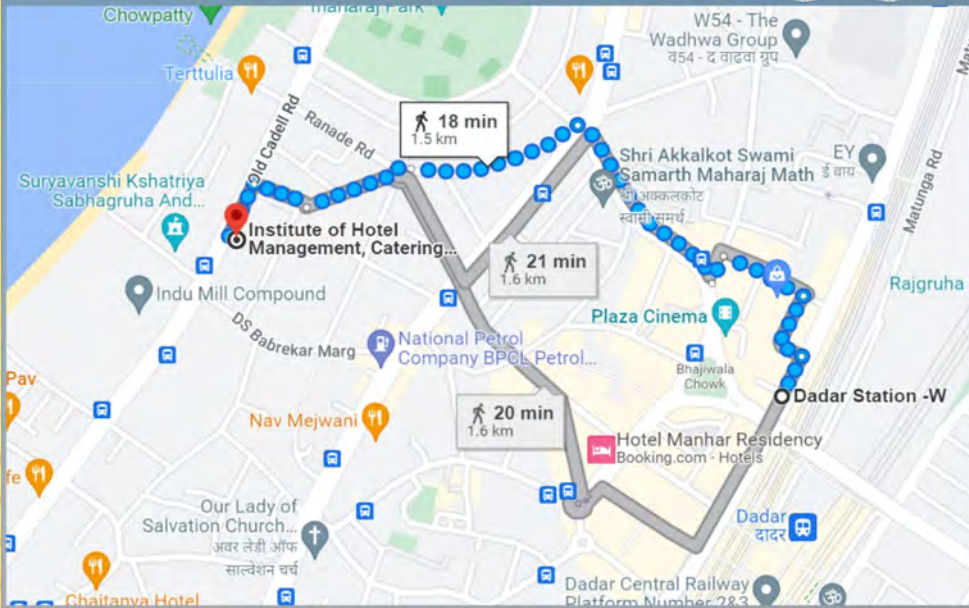 Chowpatty
maharaj Park
W54 - The
Wadhwa Group
व54 - द वाढवा ग्रुप
Terttulia
Old Cadell Rd
Ranade Rd
18 min
1.5 km
Shri Akkalkot Swami
Samarth Maharaj Math
श्री अक्कलकोट
स्वामी समर्थ...
EY
ई वाय
Matunga Rd
Suryavanshi Kshatriya
Sabhagruha And...
Institute of Hotel
Management, Catering...
21 min
1.6 km
Rajgruha
Indu Mill Compound
Plaza Cinema
DS Babrekar Marg
National Petrol
Company BPCL Petrol...
Bhajiwala
Chowk
Pav
Dadar Station -W
20 min
1.6 km
Nav Mejwani
Hotel Manhar Residency
Booking.com - Hotels
fe
Our Lady of
Salvation Church...
अवर लेडी ऑफ
साल्वेशन चर्च
Dadar
दादर
Chaitanya Hotel
Dadar Central Railway
Platform Number 2&3